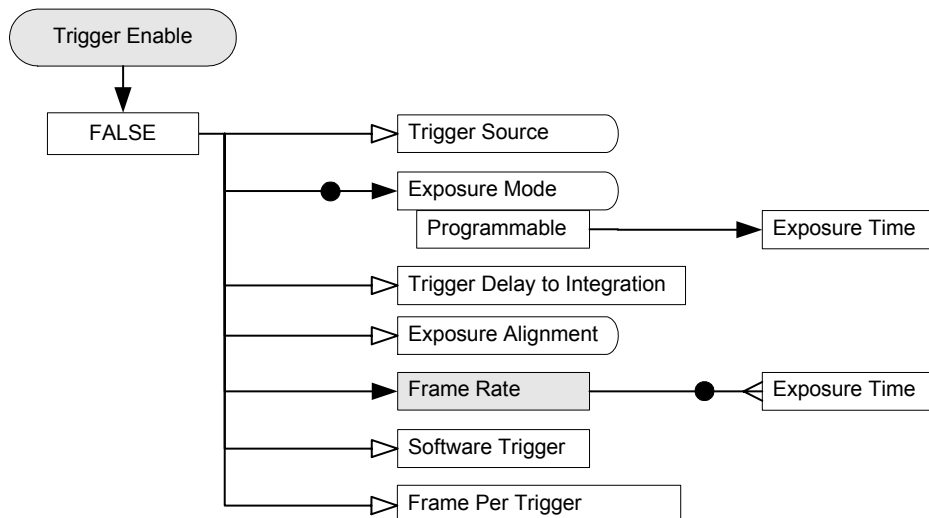 Trigger Enable
FALSE
Trigger Source
Exposure Mode
Programmable
Exposure Time
Trigger Delay to Integration
Exposure Alignment
Frame Rate
Exposure Time
Software Trigger
Frame Per Trigger